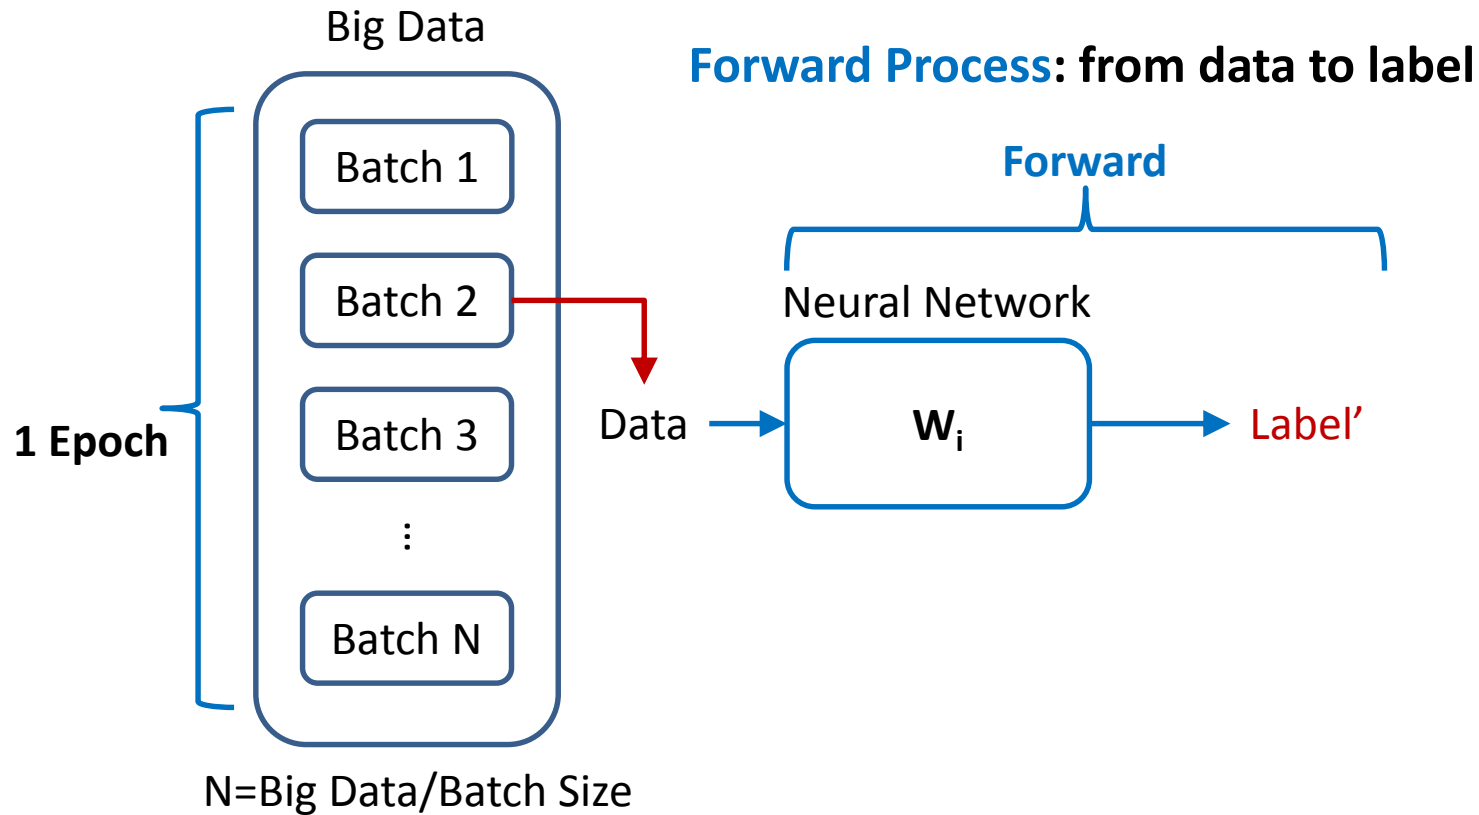 Big Data
Forward Process: from data to label
Batch 1
Forward
Batch 2
Neural Network
Batch 3
Data
Wi
Label’
1 Epoch
...
Batch N
N=Big Data/Batch Size